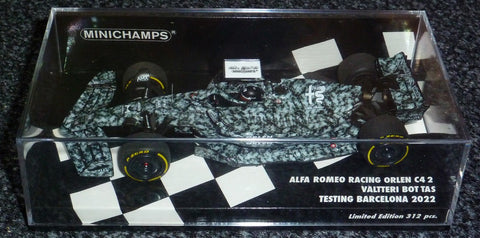 MINICHAMPS
ALFA ROMEO RACING ORLEN C42
VALTTERI BOTTAS
TESTING BARCELONA 2022
Limited Edition 312 pcs.